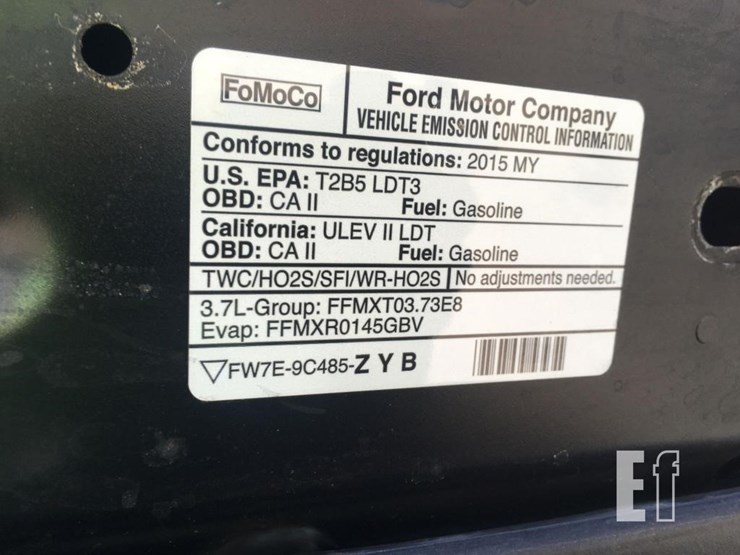 FoMoCo
Ford Motor Company
VEHICLE EMISSION CONTROL INFORMATION
Conforms to regulations: 2015 MY
U.S. EPA: T2B5 LDT3
OBD: CA II Fuel: Gasoline
California: ULEV II LDT
OBD: CA II Fuel: Gasoline
TWC/HO2S/SFI/WR-HO2S No adjustments needed.
3.7L-Group: FFMXT03.73E8
Evap: FFMXR0145GBV
▽FW7E-9C485-Z Y B
Ef